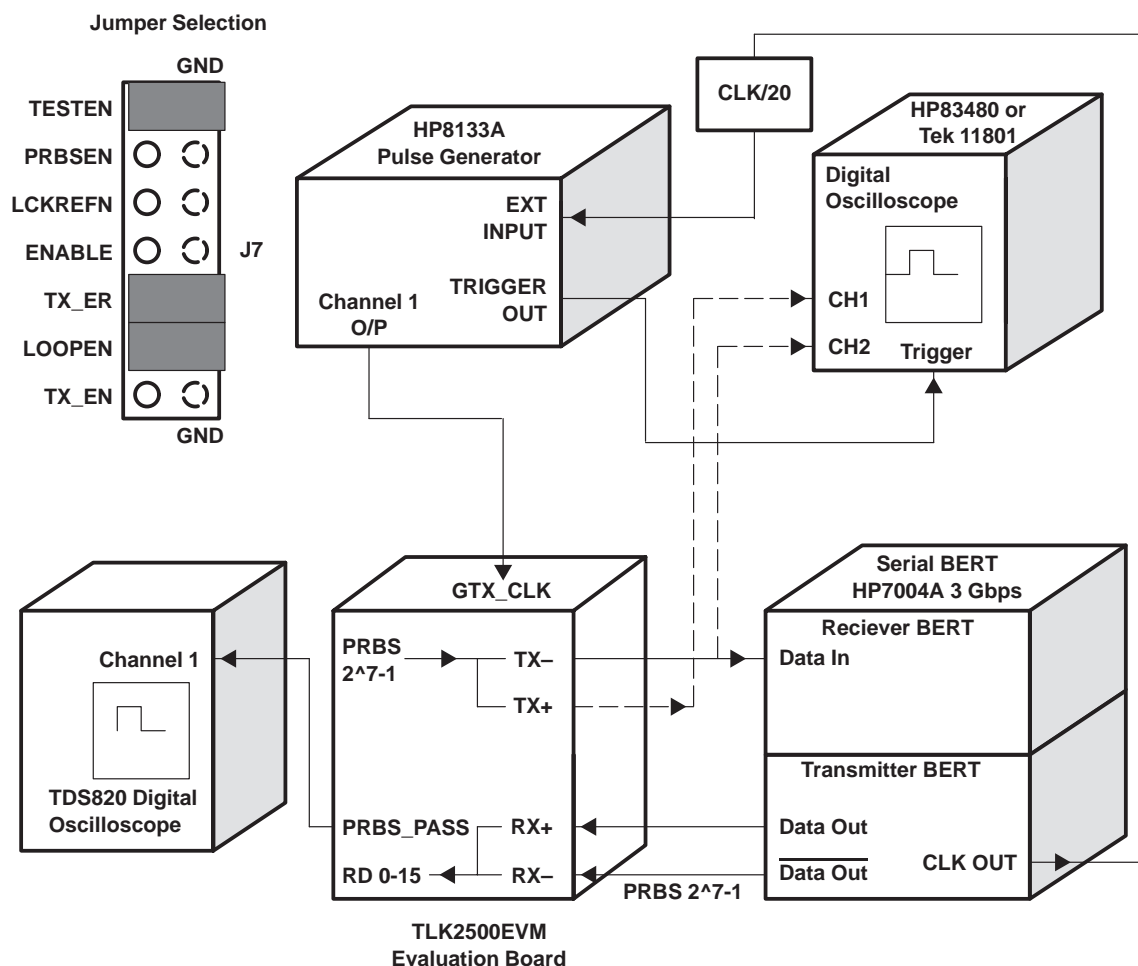 Jumper Selection
GND
TESTEN
PRBSEN
LCKREFN
ENABLE
J7
TX_ER
LOOPEN
TX_EN
GND
HP8133A
Pulse Generator
EXT
INPUT
TRIGGER
OUT
Channel 1
O/P
CLK/20
HP83480 or
Tek 11801
Digital
Oscilloscope
CH1
CH2
Trigger
Channel 1
TDS820 Digital
Oscilloscope
GTX_CLK
PRBS
2^7-1
TX–
TX+
PRBS_PASS
RX+
RD 0-15
RX–
TLK2500EVM
Evaluation Board
Serial BERT
HP7004A 3 Gbps
Reciever BERT
Data In
Transmitter BERT
Data Out
Data Out
CLK OUT
PRBS 2^7-1